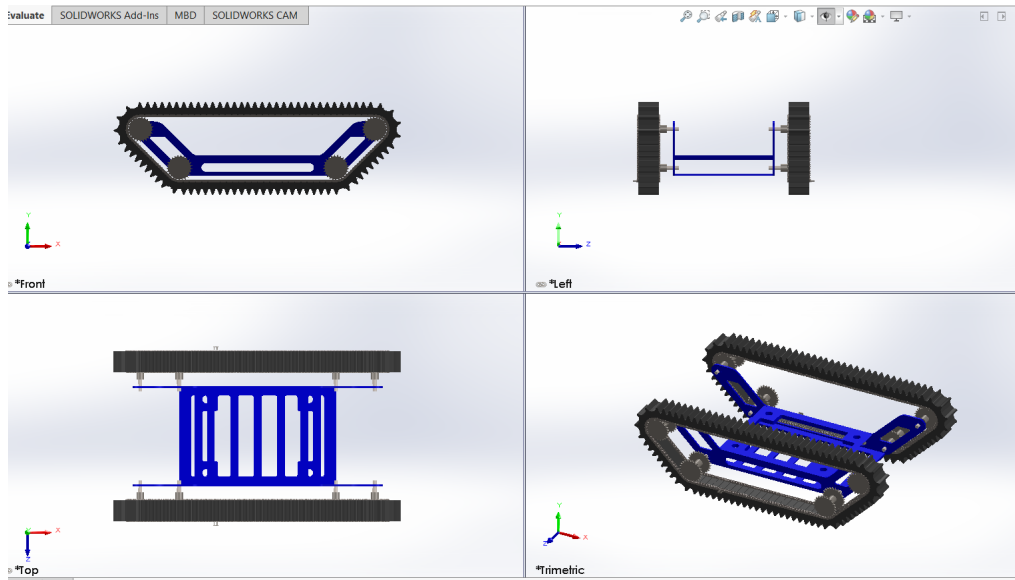 Evaluate SOLIDWORKS Add-Ins MBD SOLIDWORKS CAM
Y
X
*Front
Y
Z
*Left
X
Z
*Top
Y
X
Z
*Trimetric